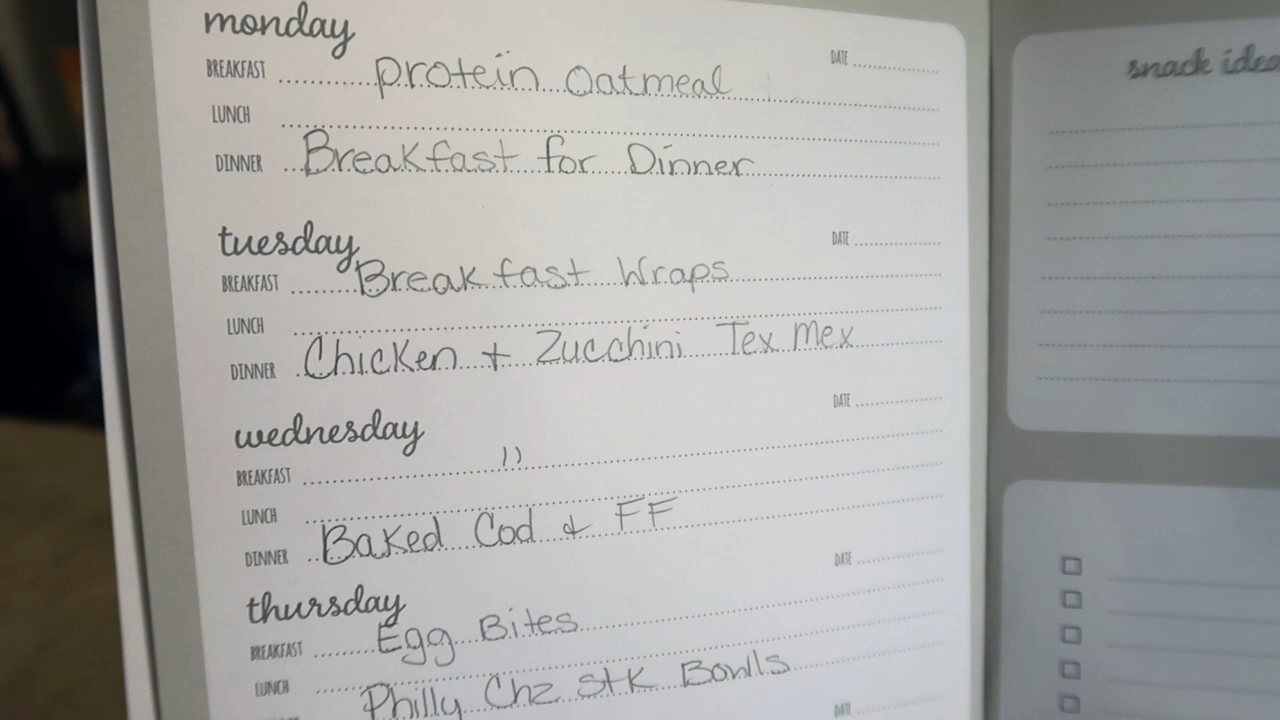 monday
DATE
BREAKFAST protein Oatmeal
LUNCH
DINNER Breakfast for Dinner
tuesday
DATE
BREAKFAST Breakfast Wraps
LUNCH
DINNER Chicken + Zucchini Tex Mex
wednesday
DATE
BREAKFAST ))
LUNCH
DINNER Baked Cod & FF
thursday
DATE
BREAKFAST Egg Bites
LUNCH
Philly Chz Stk Bowlls
DATE
snack idea